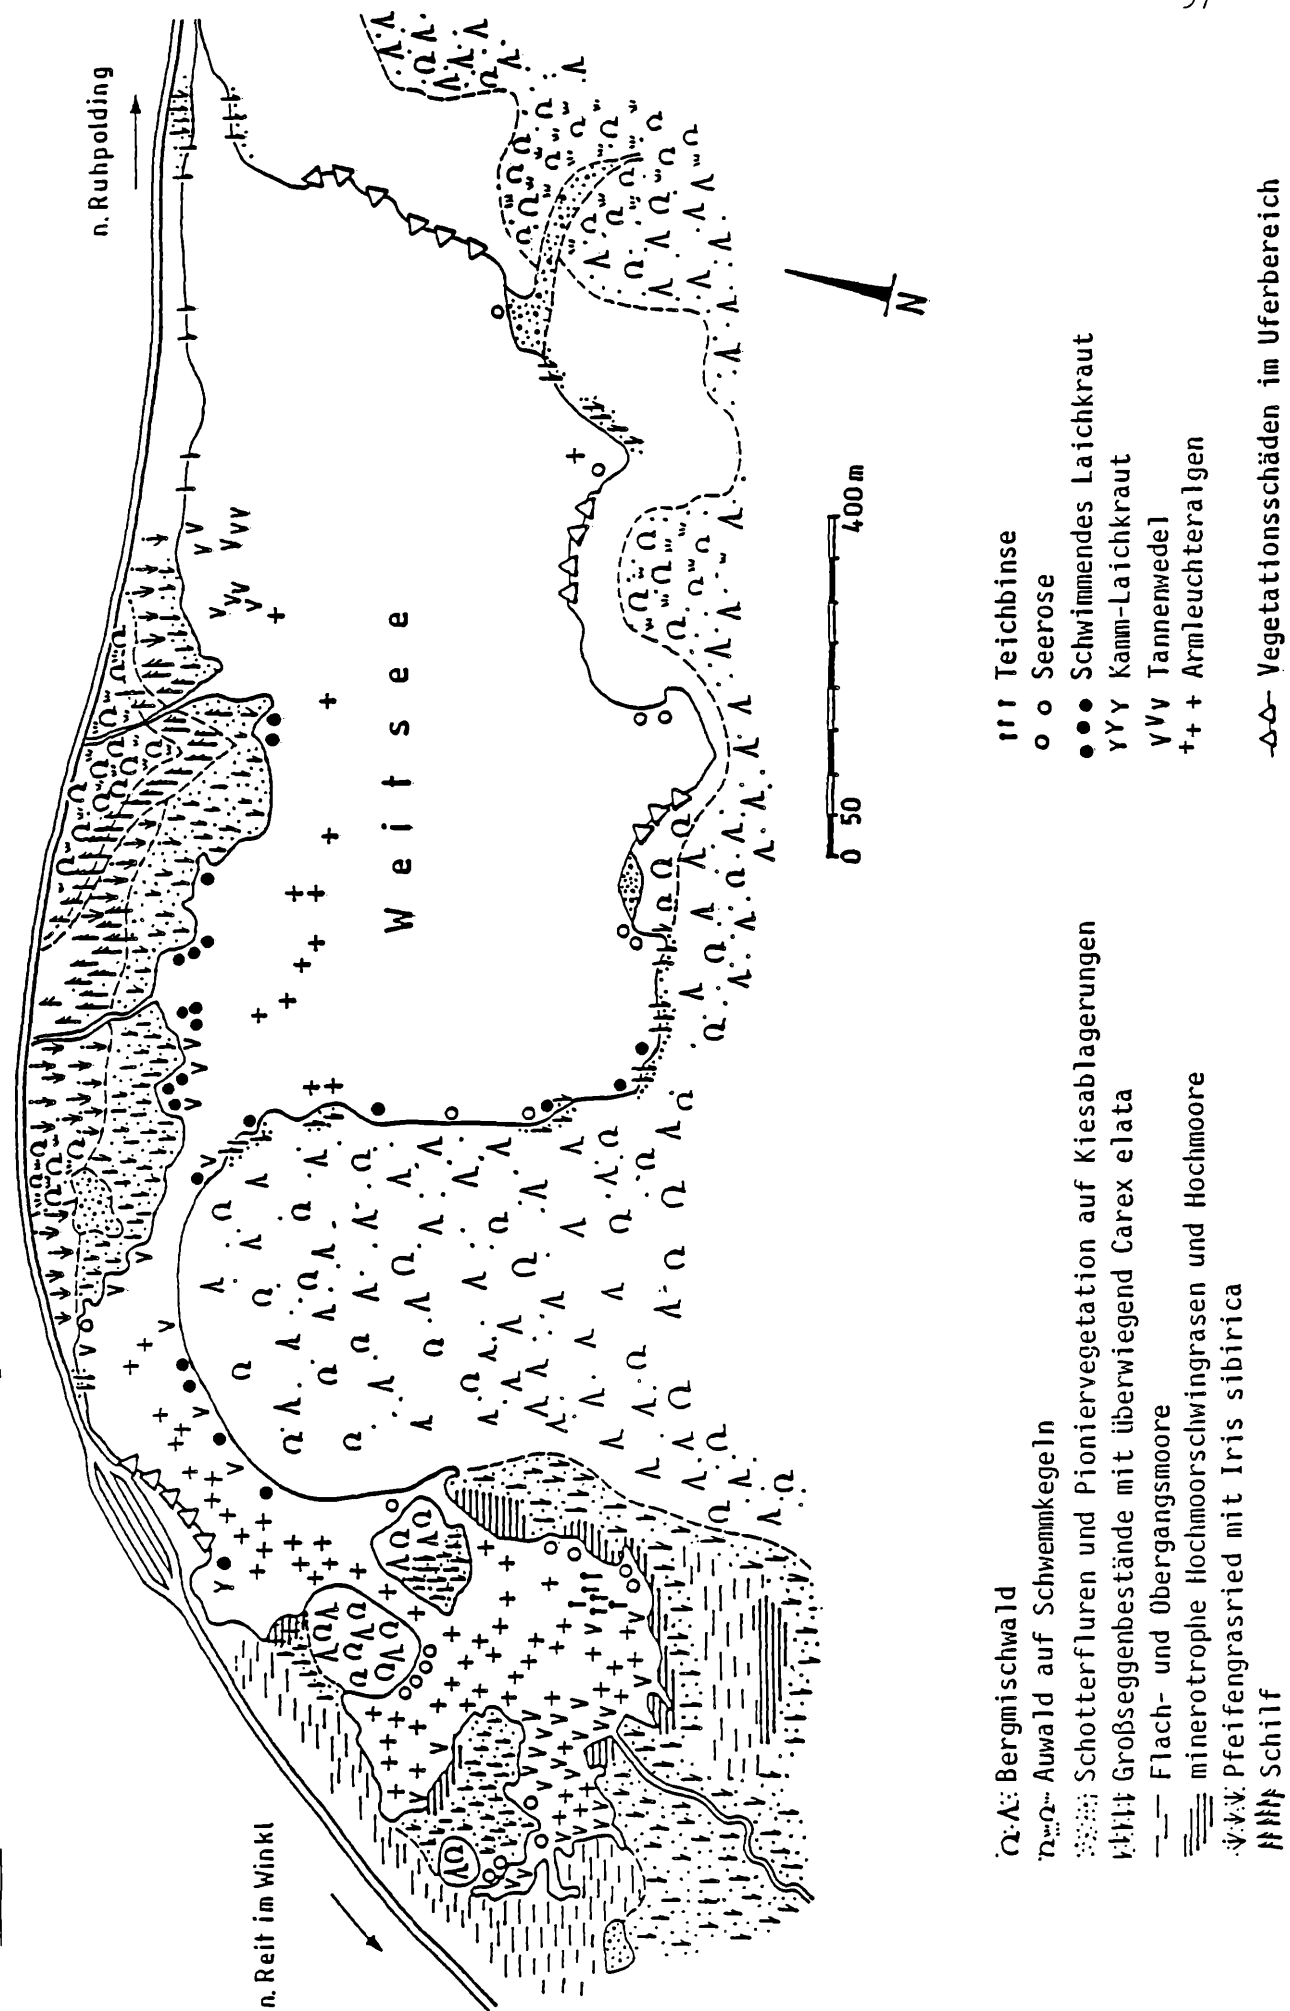 n. Ruhpolding
n. Reit im Winkl
Weitsee
N
0 50 400 m
Bergmischwald
Auwald auf Schwemmkegeln
Schotterfluren und Pioniervegetation auf Kiesablagerungen
Großseggenbestände mit überwiegend Carex elata
Flach- und Übergangsmoore
minerotrophe Hochmoorschwingrasen und Hochmoore
Pfeifengrasried mit Iris sibirica
Schilf
Teichbinse
Seerose
Schwimmendes Laichkraut
Kamm-Laichkraut
Tannenwedel
Armleuchteralgen
Vegetationsschäden im Uferbereich